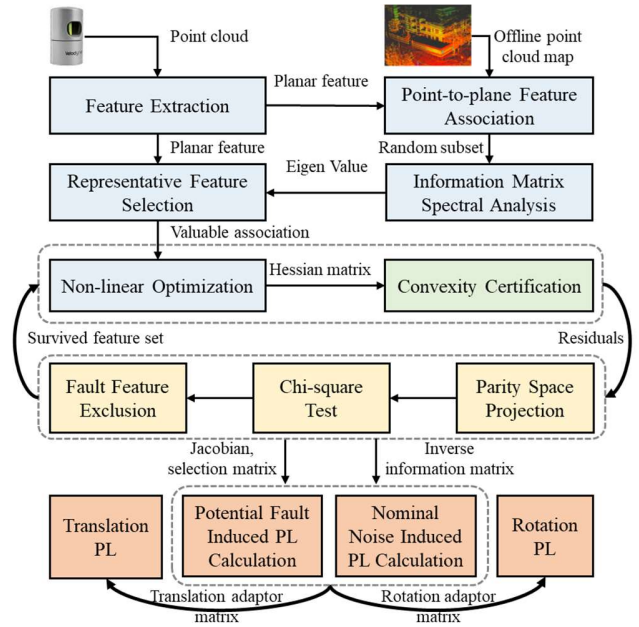 Point cloud
Offline point
cloud map
Feature Extraction
Planar feature
Point-to-plane Feature
Association
Planar feature
Random subset
Representative Feature
Selection
Eigen Value
Information Matrix
Spectral Analysis
Valuable association
Non-linear Optimization
Hessian matrix
Convexity Certification
Survived feature set
Residuals
Fault Feature
Exclusion
Chi-square
Test
Parity Space
Projection
Jacobian,
selection matrix
Inverse
information matrix
Translation
PL
Potential Fault
Induced PL
Calculation
Nominal
Noise Induced
PL Calculation
Rotation
PL
Translation adaptor
matrix
Rotation adaptor
matrix